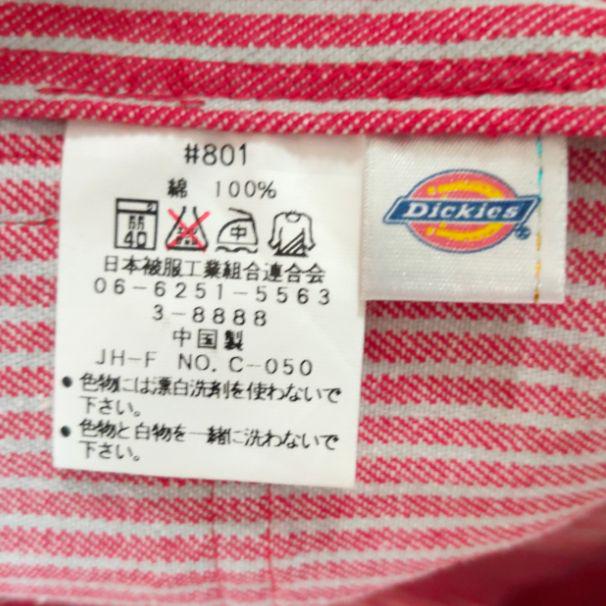 #801
綿 100%
弱
40
中
日本被服工業組合連合会
06-6251-5563
3-8888
中国製
JH-F NO. C-050
• 色物には漂白洗剤を使わないで
下さい。
• 色物と白物を一緒に洗わないで
下さい。
Dickies®